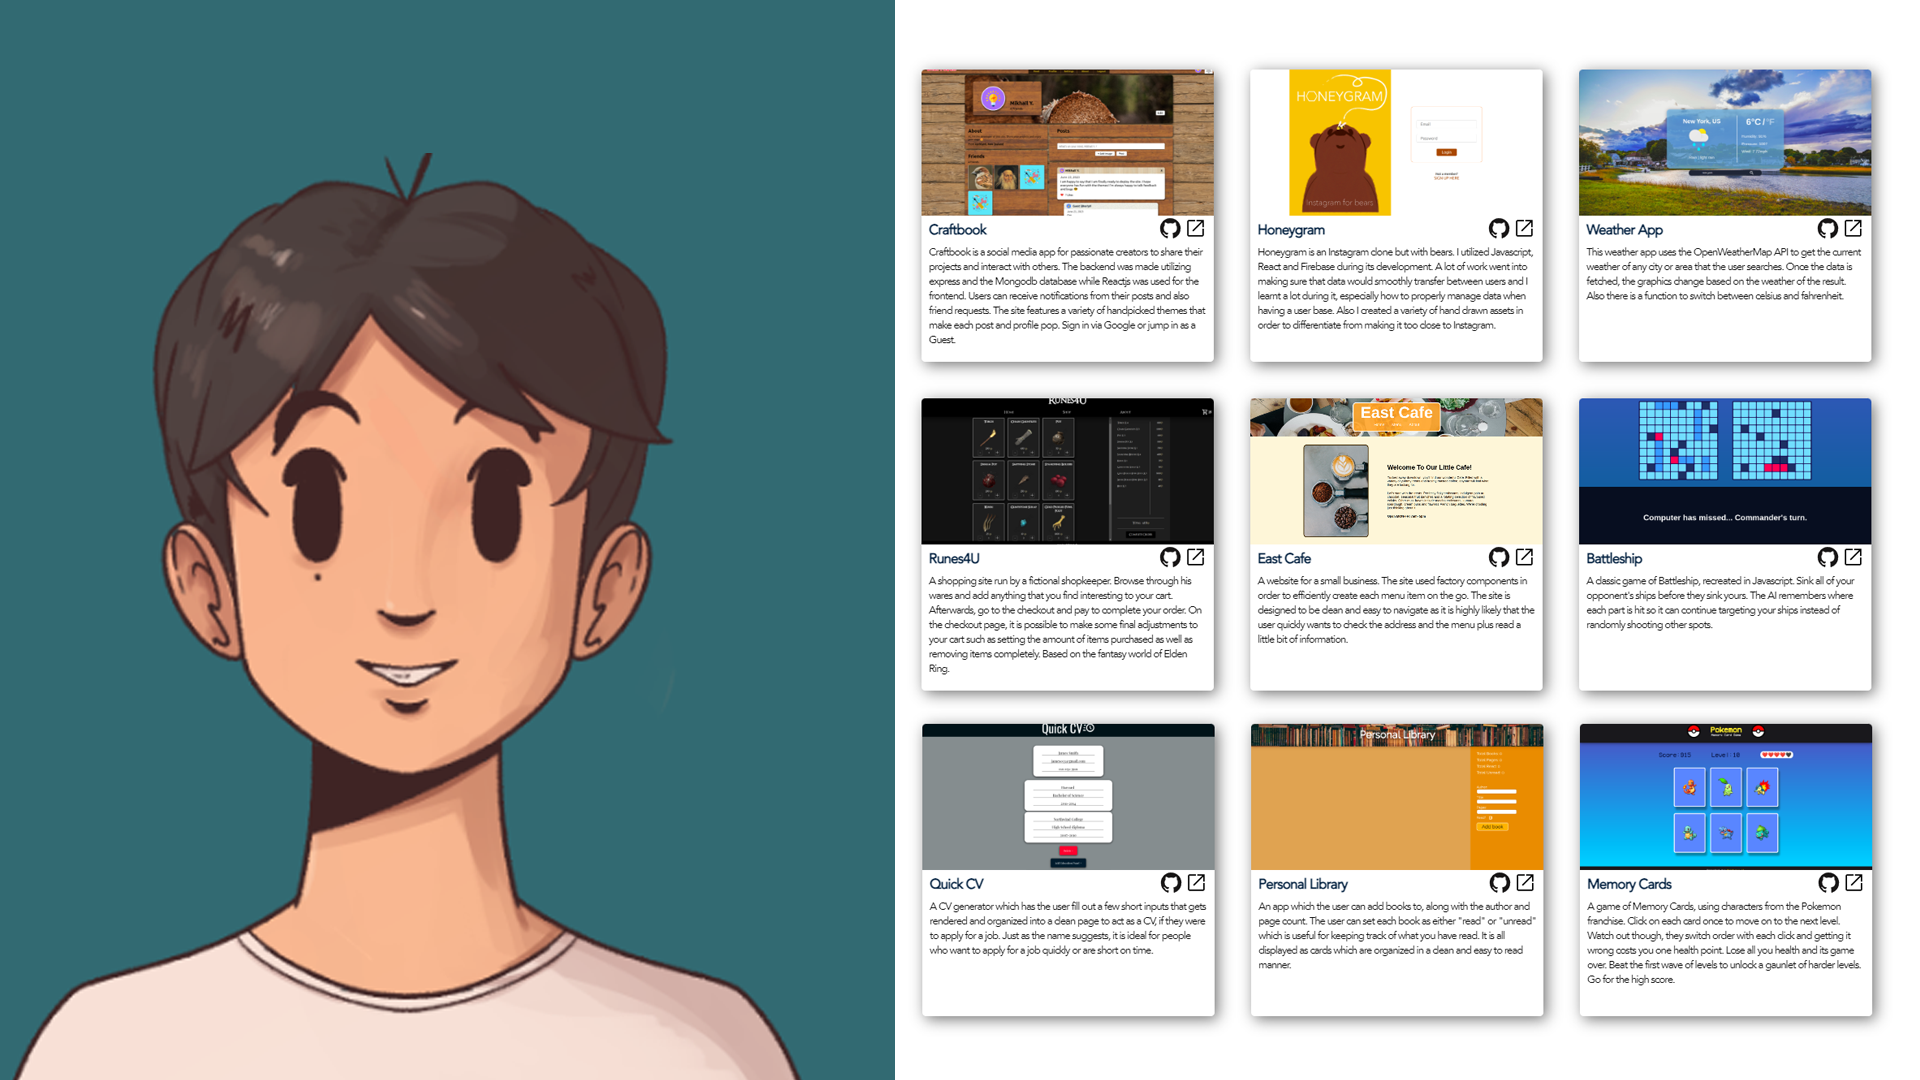 Mikhail Y.
About
Posts
Friends
Craftbook
Craftbook is a social media app for passionate creators to share their
projects and interact with others. The backend was made utilizing
express and the Mongodb database while Reactjs was used for the
frontend. Users can receive notifications from their posts and also
friend requests. The site features a variety of handpicked themes that
make each post and profile pop. Sign in via Google or jump in as a
Guest.
HONEYGRAM
Email
Password
Login
SIGN UP HERE
Instagram for bears
Honeygram
Honeygram is an Instagram clone but with bears. I utilized Javascript,
React and Firebase during its development. A lot of work went into
making sure that data would smoothly transfer between users and I
learnt a lot during it, especially how to properly manage data when
having a user base. Also I created a variety of hand drawn assets in
order to differentiate from making it too close to Instagram.
New York, US
6°C / °F
Weather App
This weather app uses the OpenWeatherMap API to get the current
weather of any city or area that the user searches. Once the data is
fetched, the graphics change based on the weather of the result.
Also there is a function to switch between celsius and fahrenheit.
RUNES4U
Runes4U
A shopping site run by a fictional shopkeeper. Browse through his
wares and add anything that you find interesting to your cart.
Afterwards, go to the checkout and pay to complete your order. On
the checkout page, it is possible to make some final adjustments to
your cart such as setting the amount of items purchased as well as
removing items completely. Based on the fantasy world of Elden
Ring.
East Cafe
Welcome To Our Little Cafe!
East Cafe
A website for a small business. The site used factory components in
order to efficiently create each menu item on the go. The site is
designed to be clean and easy to navigate as it is highly likely that the
user quickly wants to check the address and the menu plus read a
little bit of information.
Computer has missed... Commander's turn.
Battleship
A classic game of Battleship, recreated in Javascript. Sink all of your
opponent's ships before they sink yours. The AI remembers where
each part is hit so it can continue targeting your ships instead of
randomly shooting other spots.
Quick CV
Quick CV
A CV generator which has the user fill out a few short inputs that gets
rendered and organized into a clean page to act as a CV, if they were
to apply for a job. Just as the name suggests, it is ideal for people
who want to apply for a job quickly or are short on time.
Personal Library
Add book
Personal Library
An app which the user can add books to, along with the author and
page count. The user can set each book as either "read" or "unread"
which is useful for keeping track of what you have read. It is all
displayed as cards which are organized in a clean and easy to read
manner.
Pokemon
Memory Card Game
Score: 315
Level: 18
Memory Cards
A game of Memory Cards, using characters from the Pokemon
franchise. Click on each card once to move on to the next level.
Watch out though, they switch order with each click and getting it
wrong costs you one health point. Lose all you health and its game
over. Beat the first wave of levels to unlock a gaunlet of harder levels.
Go for the high score.